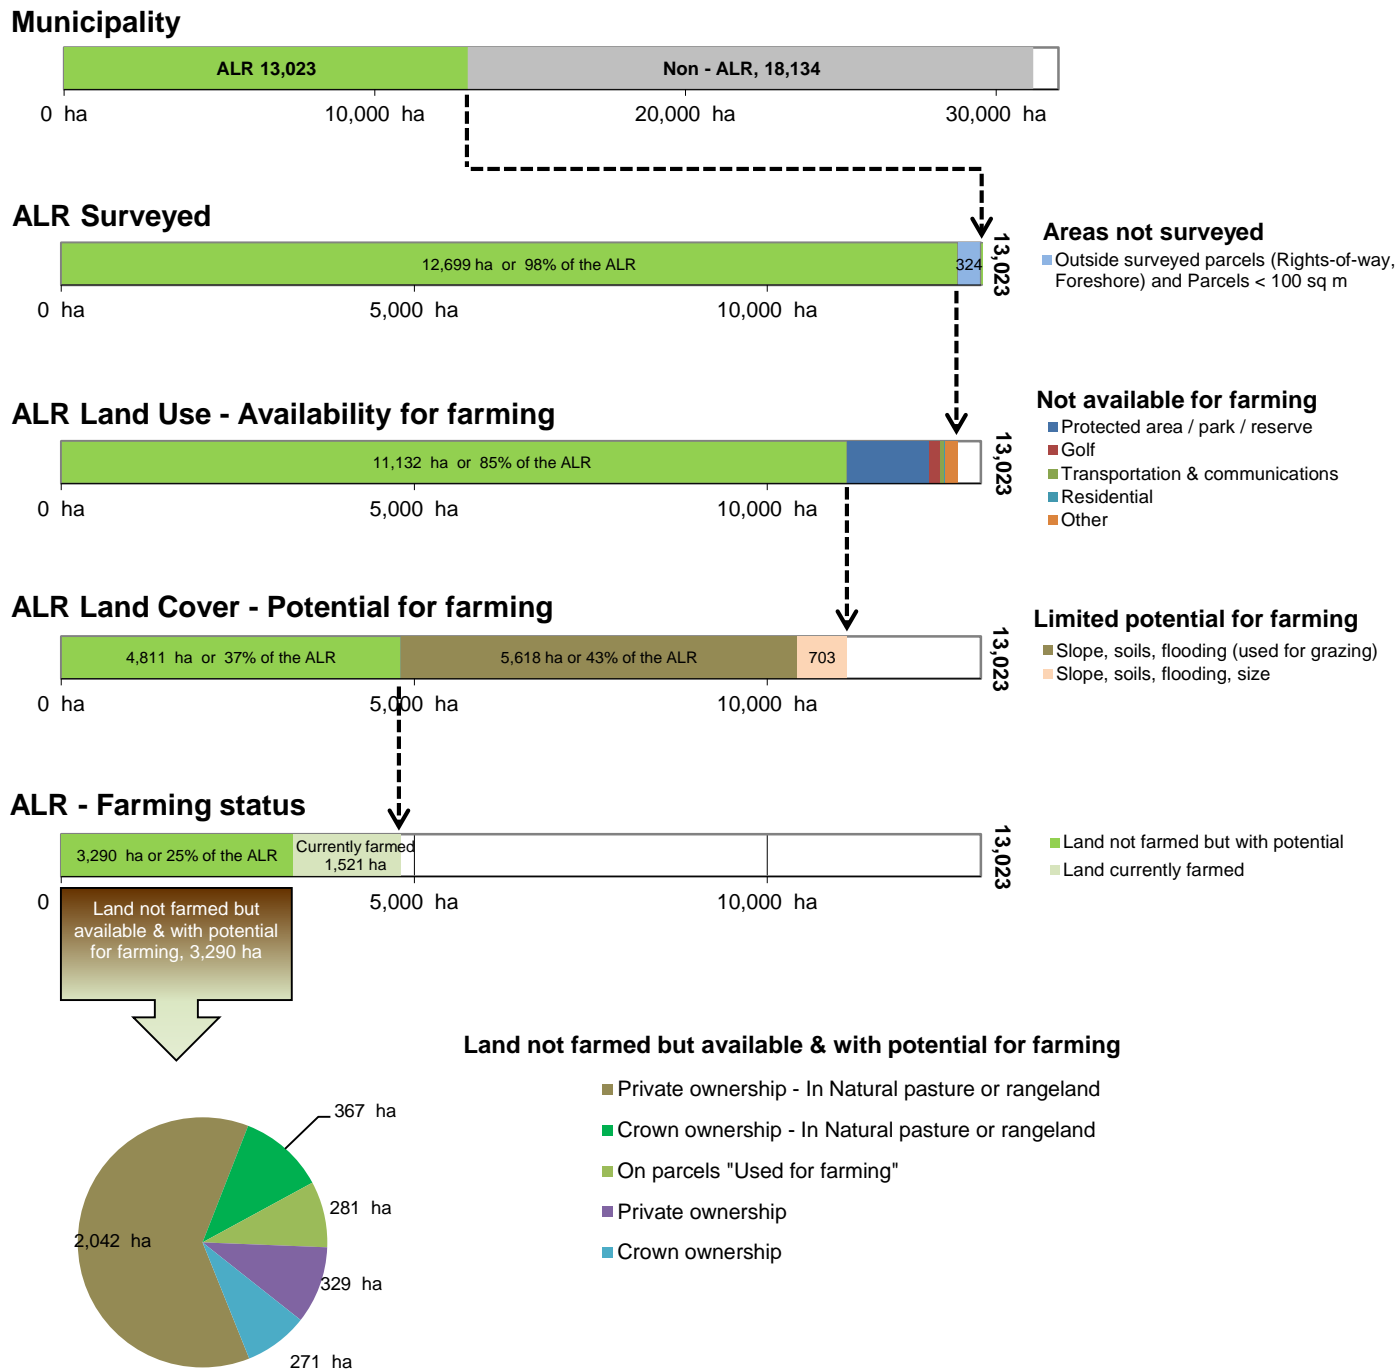 Municipality
ALR 13,023
Non - ALR, 18,134
0 ha
10,000 ha
20,000 ha
30,000 ha
ALR Surveyed
12,699 ha or 98% of the ALR
324
13,023
0 ha
5,000 ha
10,000 ha
Areas not surveyed
Outside surveyed parcels (Rights-of-way,
Foreshore) and Parcels < 100 sq m
ALR Land Use - Availability for farming
11,132 ha or 85% of the ALR
13,023
0 ha
5,000 ha
10,000 ha
Not available for farming
Protected area / park / reserve
Golf
Transportation & communications
Residential
Other
ALR Land Cover - Potential for farming
4,811 ha or 37% of the ALR
5,618 ha or 43% of the ALR
703
13,023
0 ha
5,000 ha
10,000 ha
Limited potential for farming
Slope, soils, flooding (used for grazing)
Slope, soils, flooding, size
ALR - Farming status
3,290 ha or 25% of the ALR
Currently farmed
1,521 ha
13,023
0
5,000 ha
10,000 ha
Land not farmed but with potential
Land currently farmed
Land not farmed but
available & with potential
for farming, 3,290 ha
Land not farmed but available & with potential for farming
Private ownership - In Natural pasture or rangeland
Crown ownership - In Natural pasture or rangeland
On parcels "Used for farming"
Private ownership
Crown ownership
367 ha
281 ha
2,042 ha
329 ha
271 ha